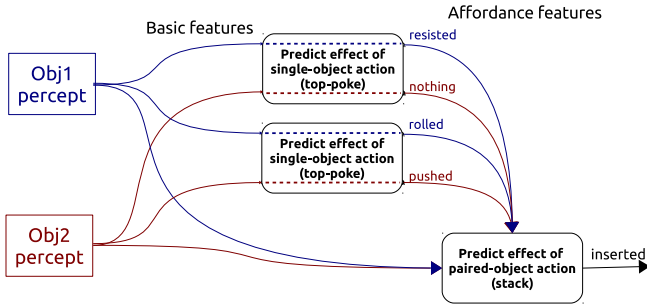 Basic features
Affordance features
Obj1
percept
Predict effect of
single-object action
(top-poke)
resisted
nothing
Predict effect of
single-object action
(top-poke)
rolled
pushed
Obj2
percept
Predict effect of
paired-object action
(stack)
inserted